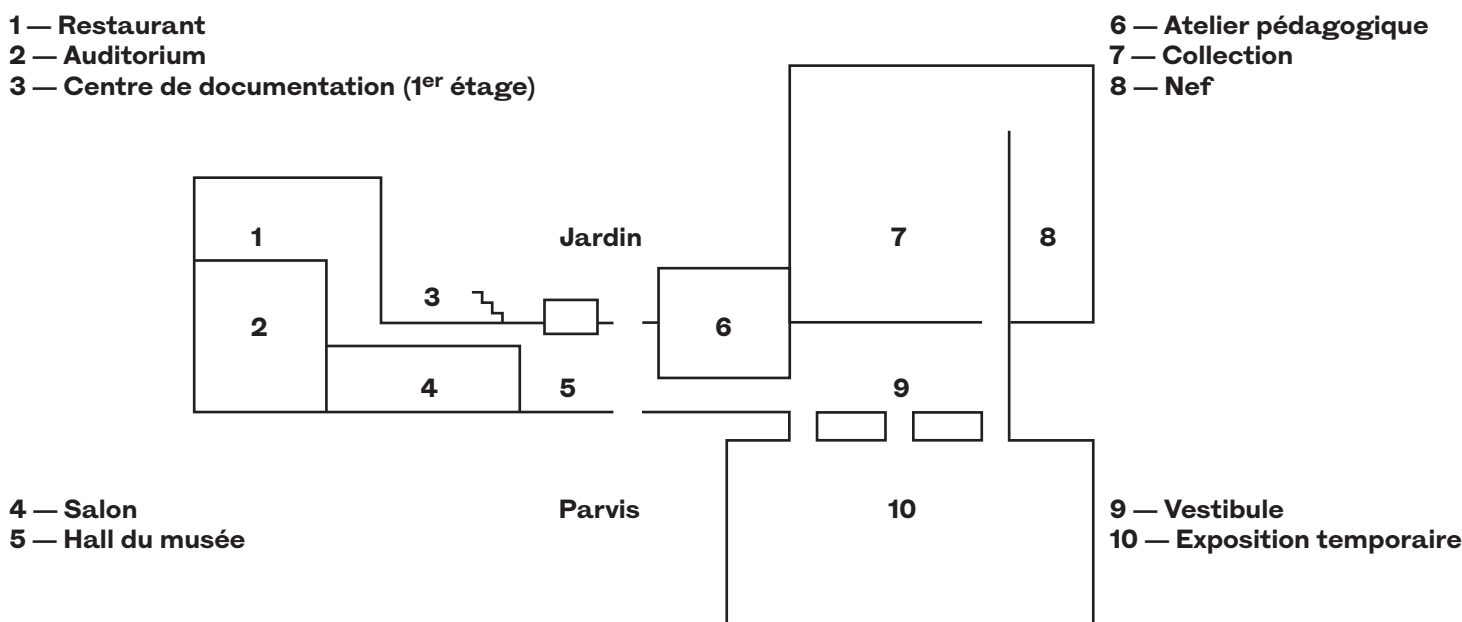 1 — Restaurant
2 — Auditorium
3 — Centre de documentation (1er étage)
6 — Atelier pédagogique
7 — Collection
8 — Nef
1
Jardin
7
8
3
2
6
4
5
9
4 — Salon
5 — Hall du musée
Parvis
10
9 — Vestibule
10 — Exposition temporaire